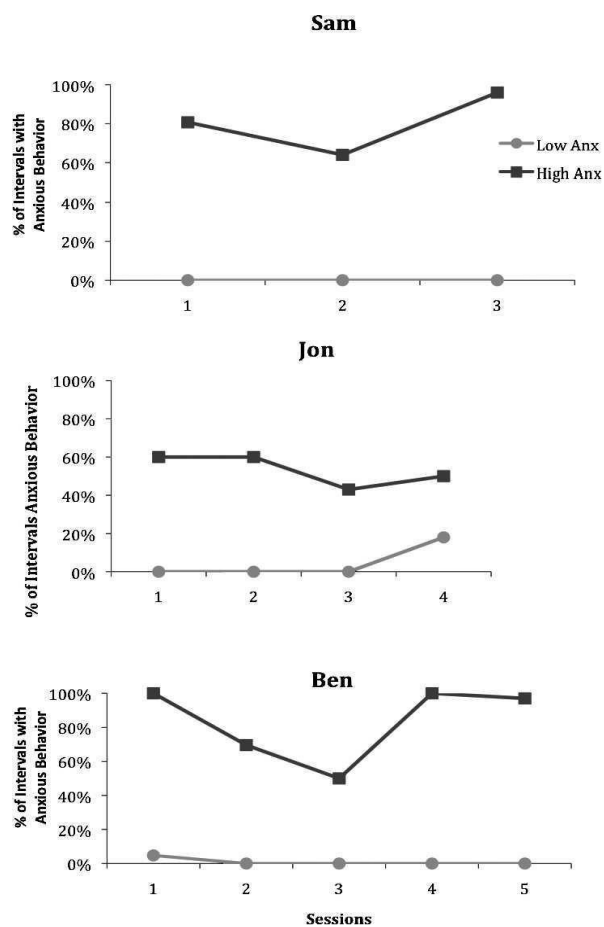 Sam
% of Intervals with
Anxious Behavior
100%
80%
60%
40%
20%
0%
1
2
3
Low Anx
High Anx
Jon
% of Intervals Anxious Behavior
100%
80%
60%
40%
20%
0%
1
2
3
4
Ben
% of Intervals with
Anxious Behavior
100%
80%
60%
40%
20%
0%
1
2
3
4
5
Sessions